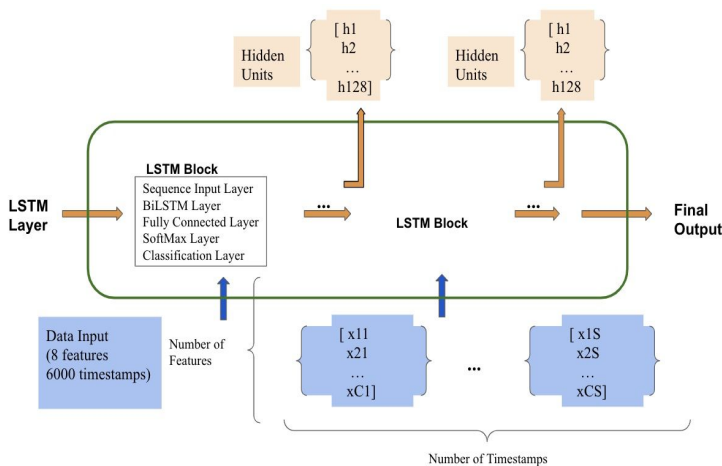 [ h1
h2
…
h128]
Hidden
Units
[ h1
h2
…
h128
Hidden
Units
LSTM
Layer
LSTM Block
Sequence Input Layer
BiLSTM Layer
Fully Connected Layer
SoftMax Layer
Classification Layer
...
LSTM Block
...
Final
Output
Data Input
(8 features
6000 timestamps)
Number of
Features
[ x11
x21
…
xC1]
...
[ x1S
x2S
…
xCS]
Number of Timestamps